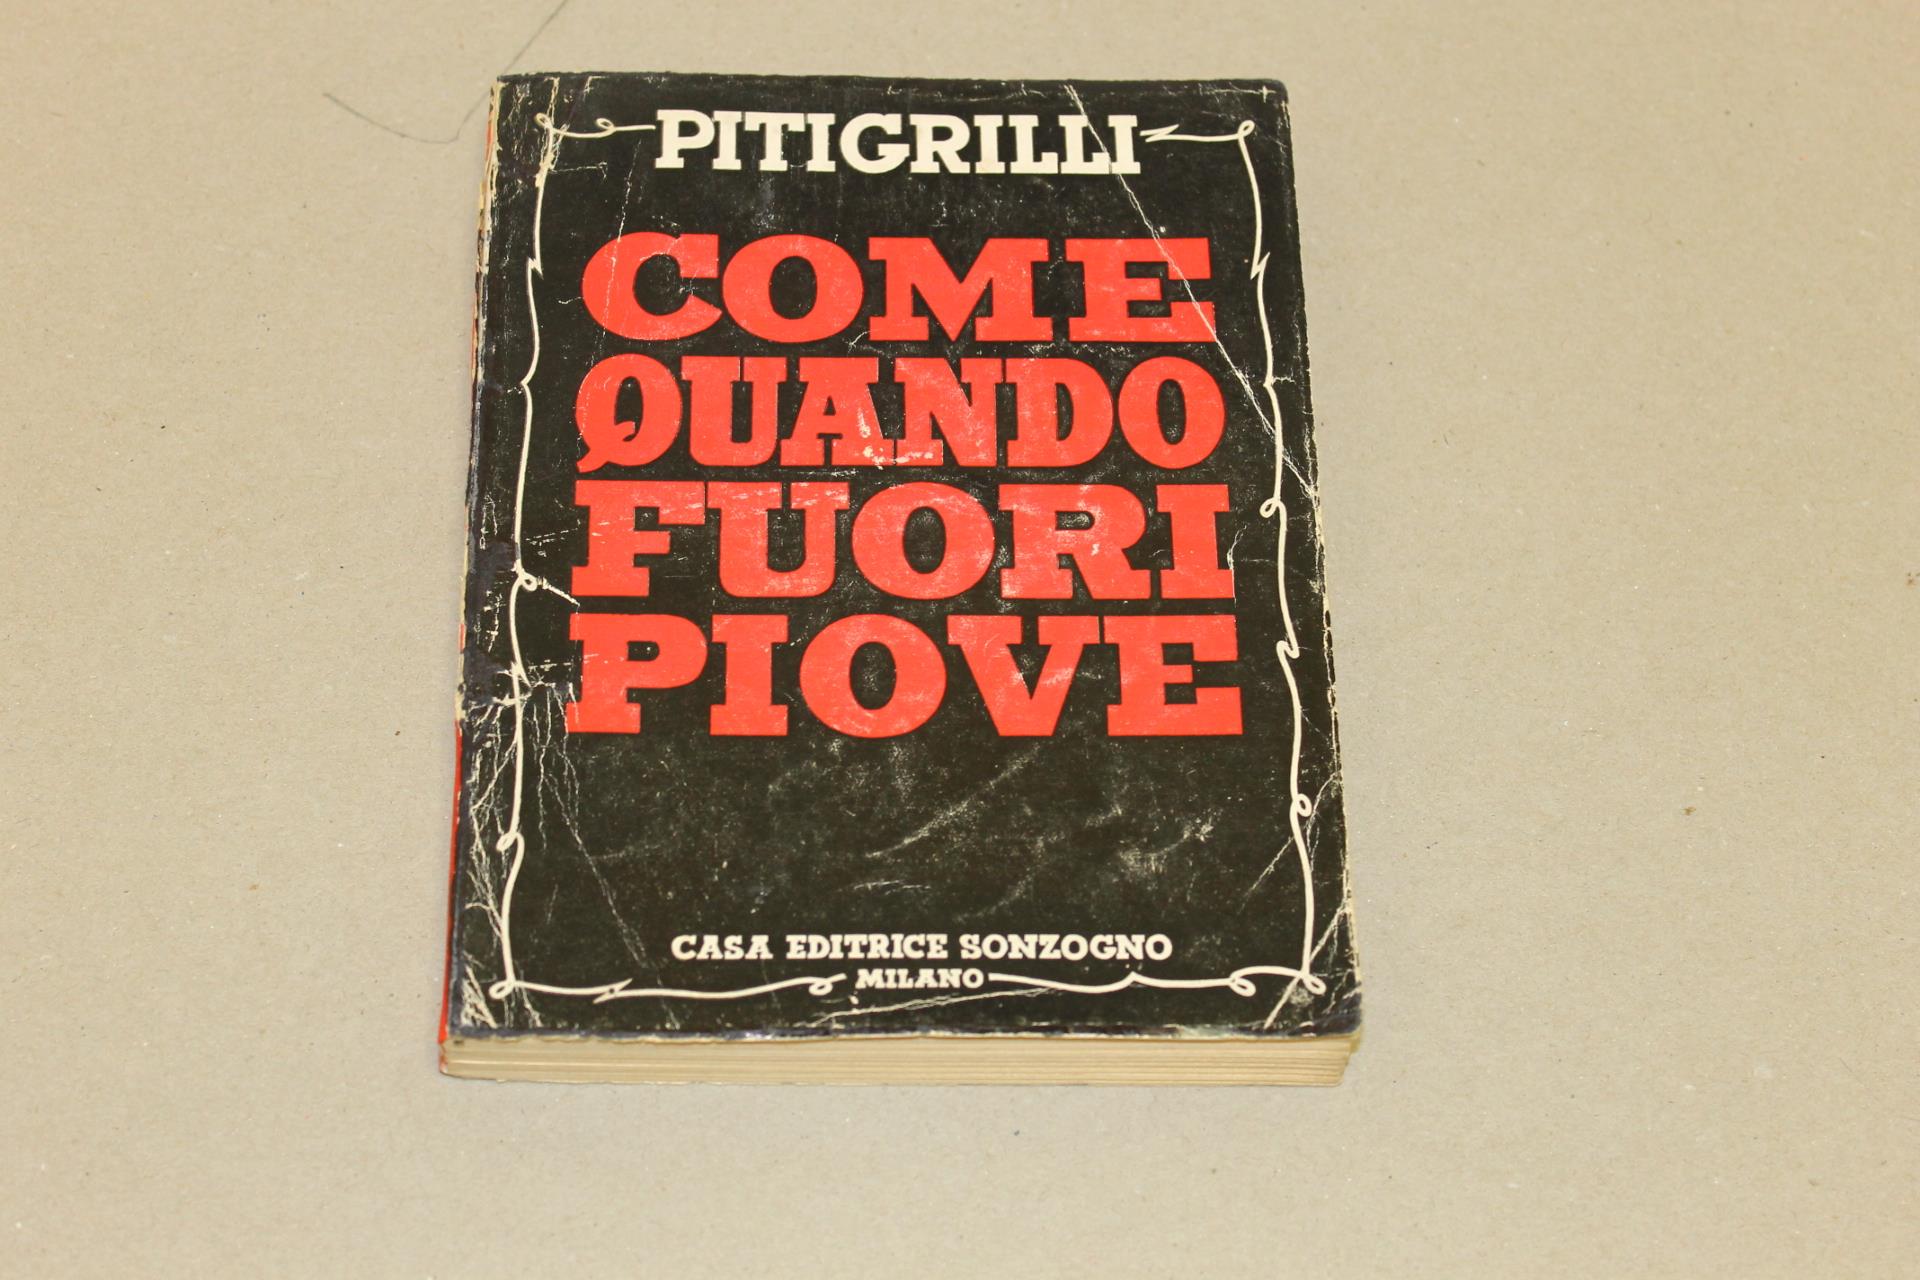 PITIGRILLI
COME
QUANDO
FUORI
PIOVE
CASA EDITRICE SONZOGNO
MILANO